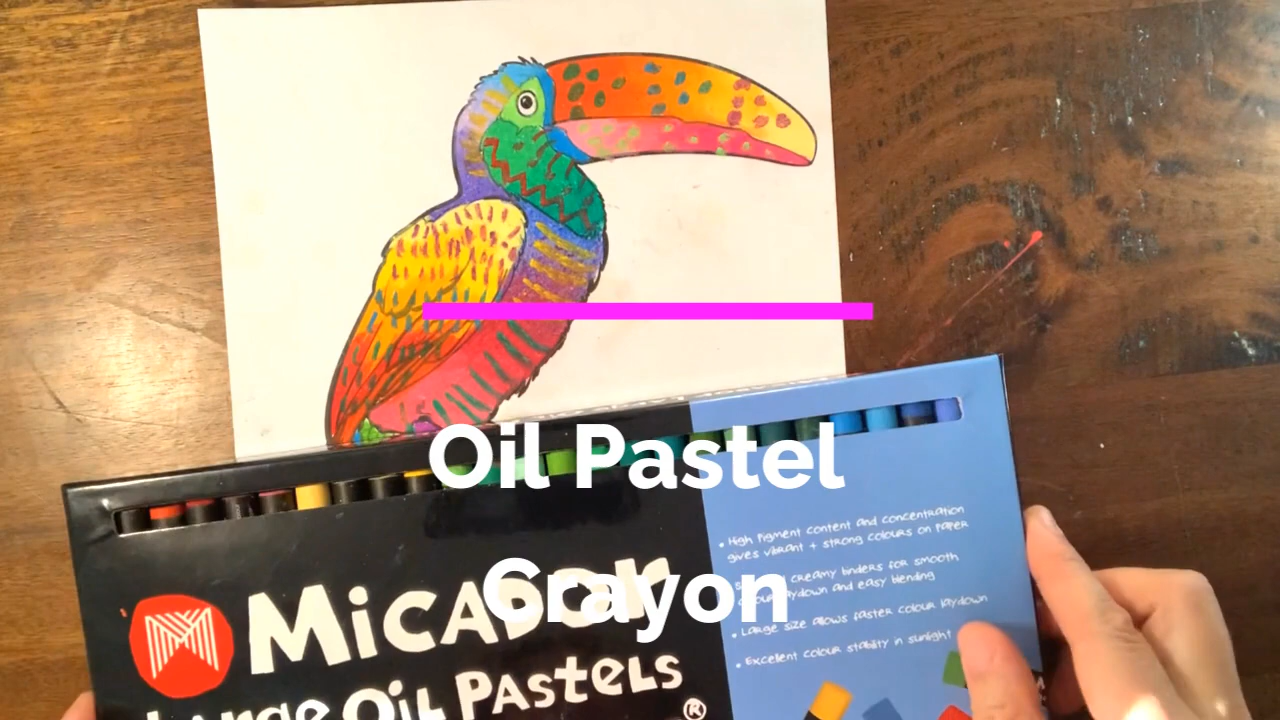 Oil Pastel
Crayon
Micador
Large Oil Pastels
®
• High pigment content and concentration
gives vibrant + strong colours on paper
creamy binders for smooth
laydown and easy blending
• Large size allows faster colour laydown
• Excellent colour stability in sunlight